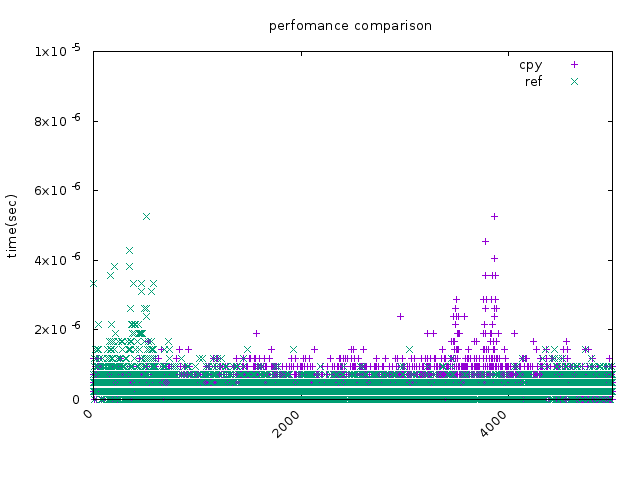 perfomance comparison
1x10 -5
8x10 -6
6x10 -6
4x10 -6
2x10 -6
0
time(sec)
cpy
ref
0
2000
4000